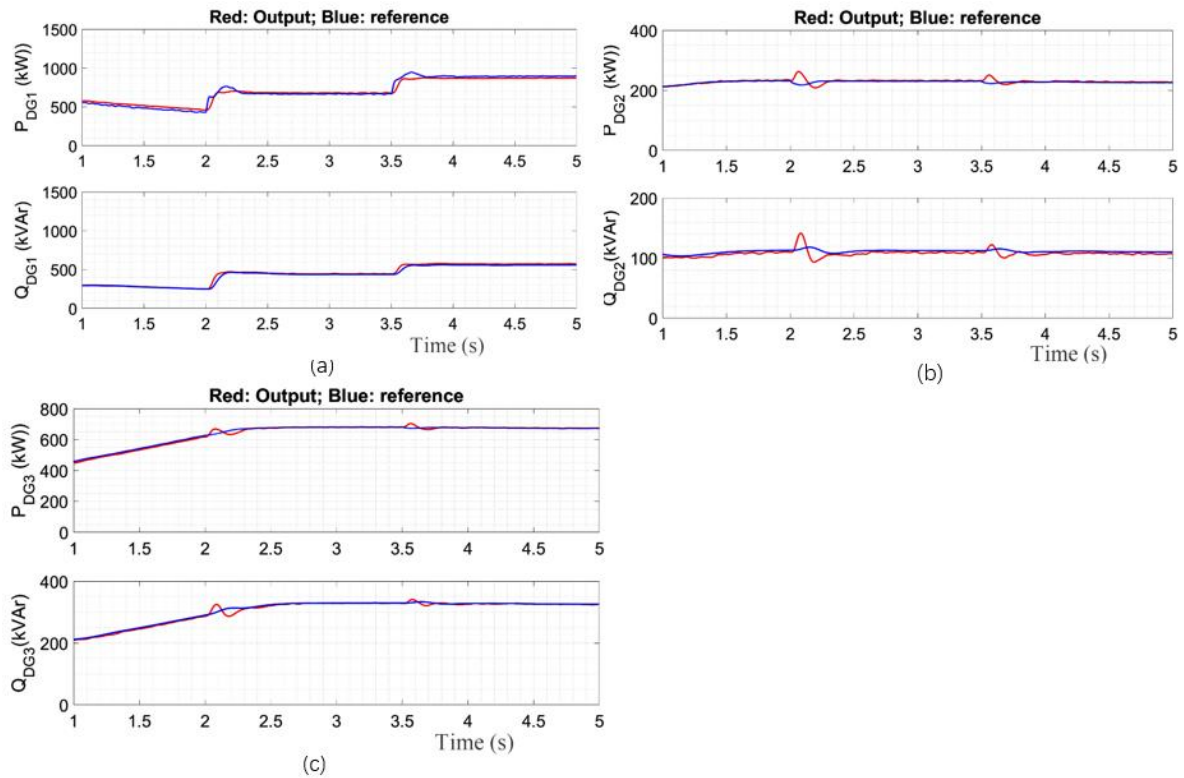 Red: Output; Blue: reference
P_DG1 (kW))
1500
1000
500
0
1 1.5 2 2.5 3 3.5 4 4.5 5
Q_DG1 (kVAr)
1500
1000
500
0
1 1.5 2 2.5 3 3.5 4 4.5 5
Time (s)
(a)
Red: Output; Blue: reference
P_DG2 (kW))
400
200
0
1 1.5 2 2.5 3 3.5 4 4.5 5
Q_DG2(kVAr)
200
100
0
1 1.5 2 2.5 3 3.5 4 4.5 5
Time (s)
(b)
Red: Output; Blue: reference
P_DG3 (kW))
800
600
400
200
0
1 1.5 2 2.5 3 3.5 4 4.5 5
Q_DG3(kVAr)
400
200
0
1 1.5 2 2.5 3 3.5 4 4.5 5
Time (s)
(c)